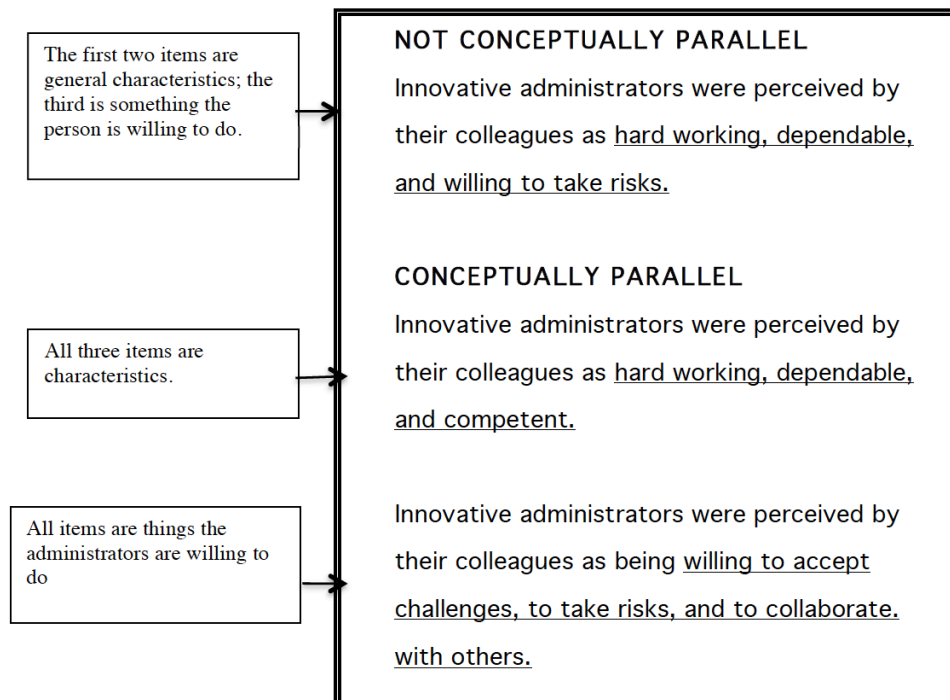 The first two items are
general characteristics; the
third is something the
person is willing to do.
NOT CONCEPTUALLY PARALLEL
Innovative administrators were perceived by
their colleagues as hard working, dependable,
and willing to take risks.
All three items are
characteristics.
CONCEPTUALLY PARALLEL
Innovative administrators were perceived by
their colleagues as hard working, dependable,
and competent.
All items are things the
administrators are willing to
do
Innovative administrators were perceived by
their colleagues as being willing to accept
challenges, to take risks, and to collaborate.
with others.